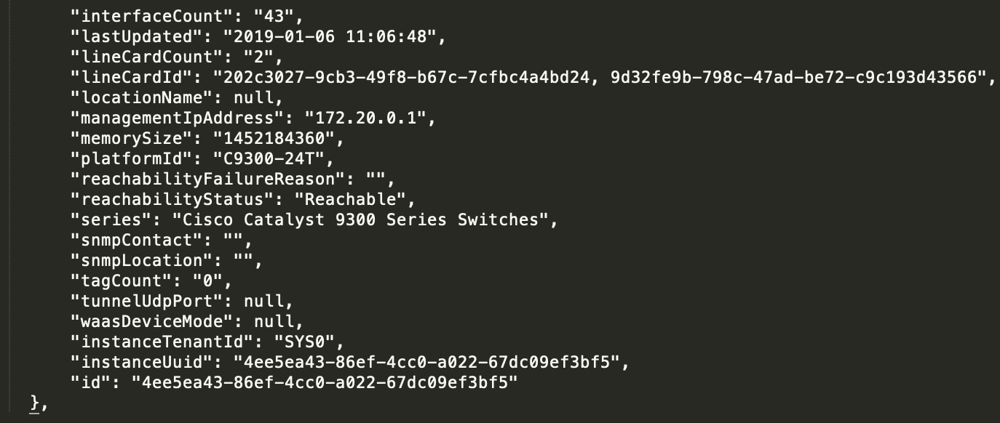 "interfaceCount": "43",
"lastUpdated": "2019-01-06 11:06:48",
"lineCardCount": "2",
"lineCardId": "202c3027-9cb3-49f8-b67c-7cfbc4a4bd24, 9d32fe9b-798c-47ad-be72-c9c193d43566",
"locationName": null,
"managementIpAddress": "172.20.0.1",
"memorySize": "1452184360",
"platformId": "C9300-24T",
"reachabilityFailureReason": "",
"reachabilityStatus": "Reachable",
"series": "Cisco Catalyst 9300 Series Switches",
"snmpContact": "",
"snmpLocation": "",
"tagCount": "0",
"tunnelUdpPort": null,
"waasDeviceMode": null,
"instanceTenantId": "SYS0",
"instanceUuid": "4ee5ea43-86ef-4cc0-a022-67dc09ef3bf5",
"id": "4ee5ea43-86ef-4cc0-a022-67dc09ef3bf5"
},